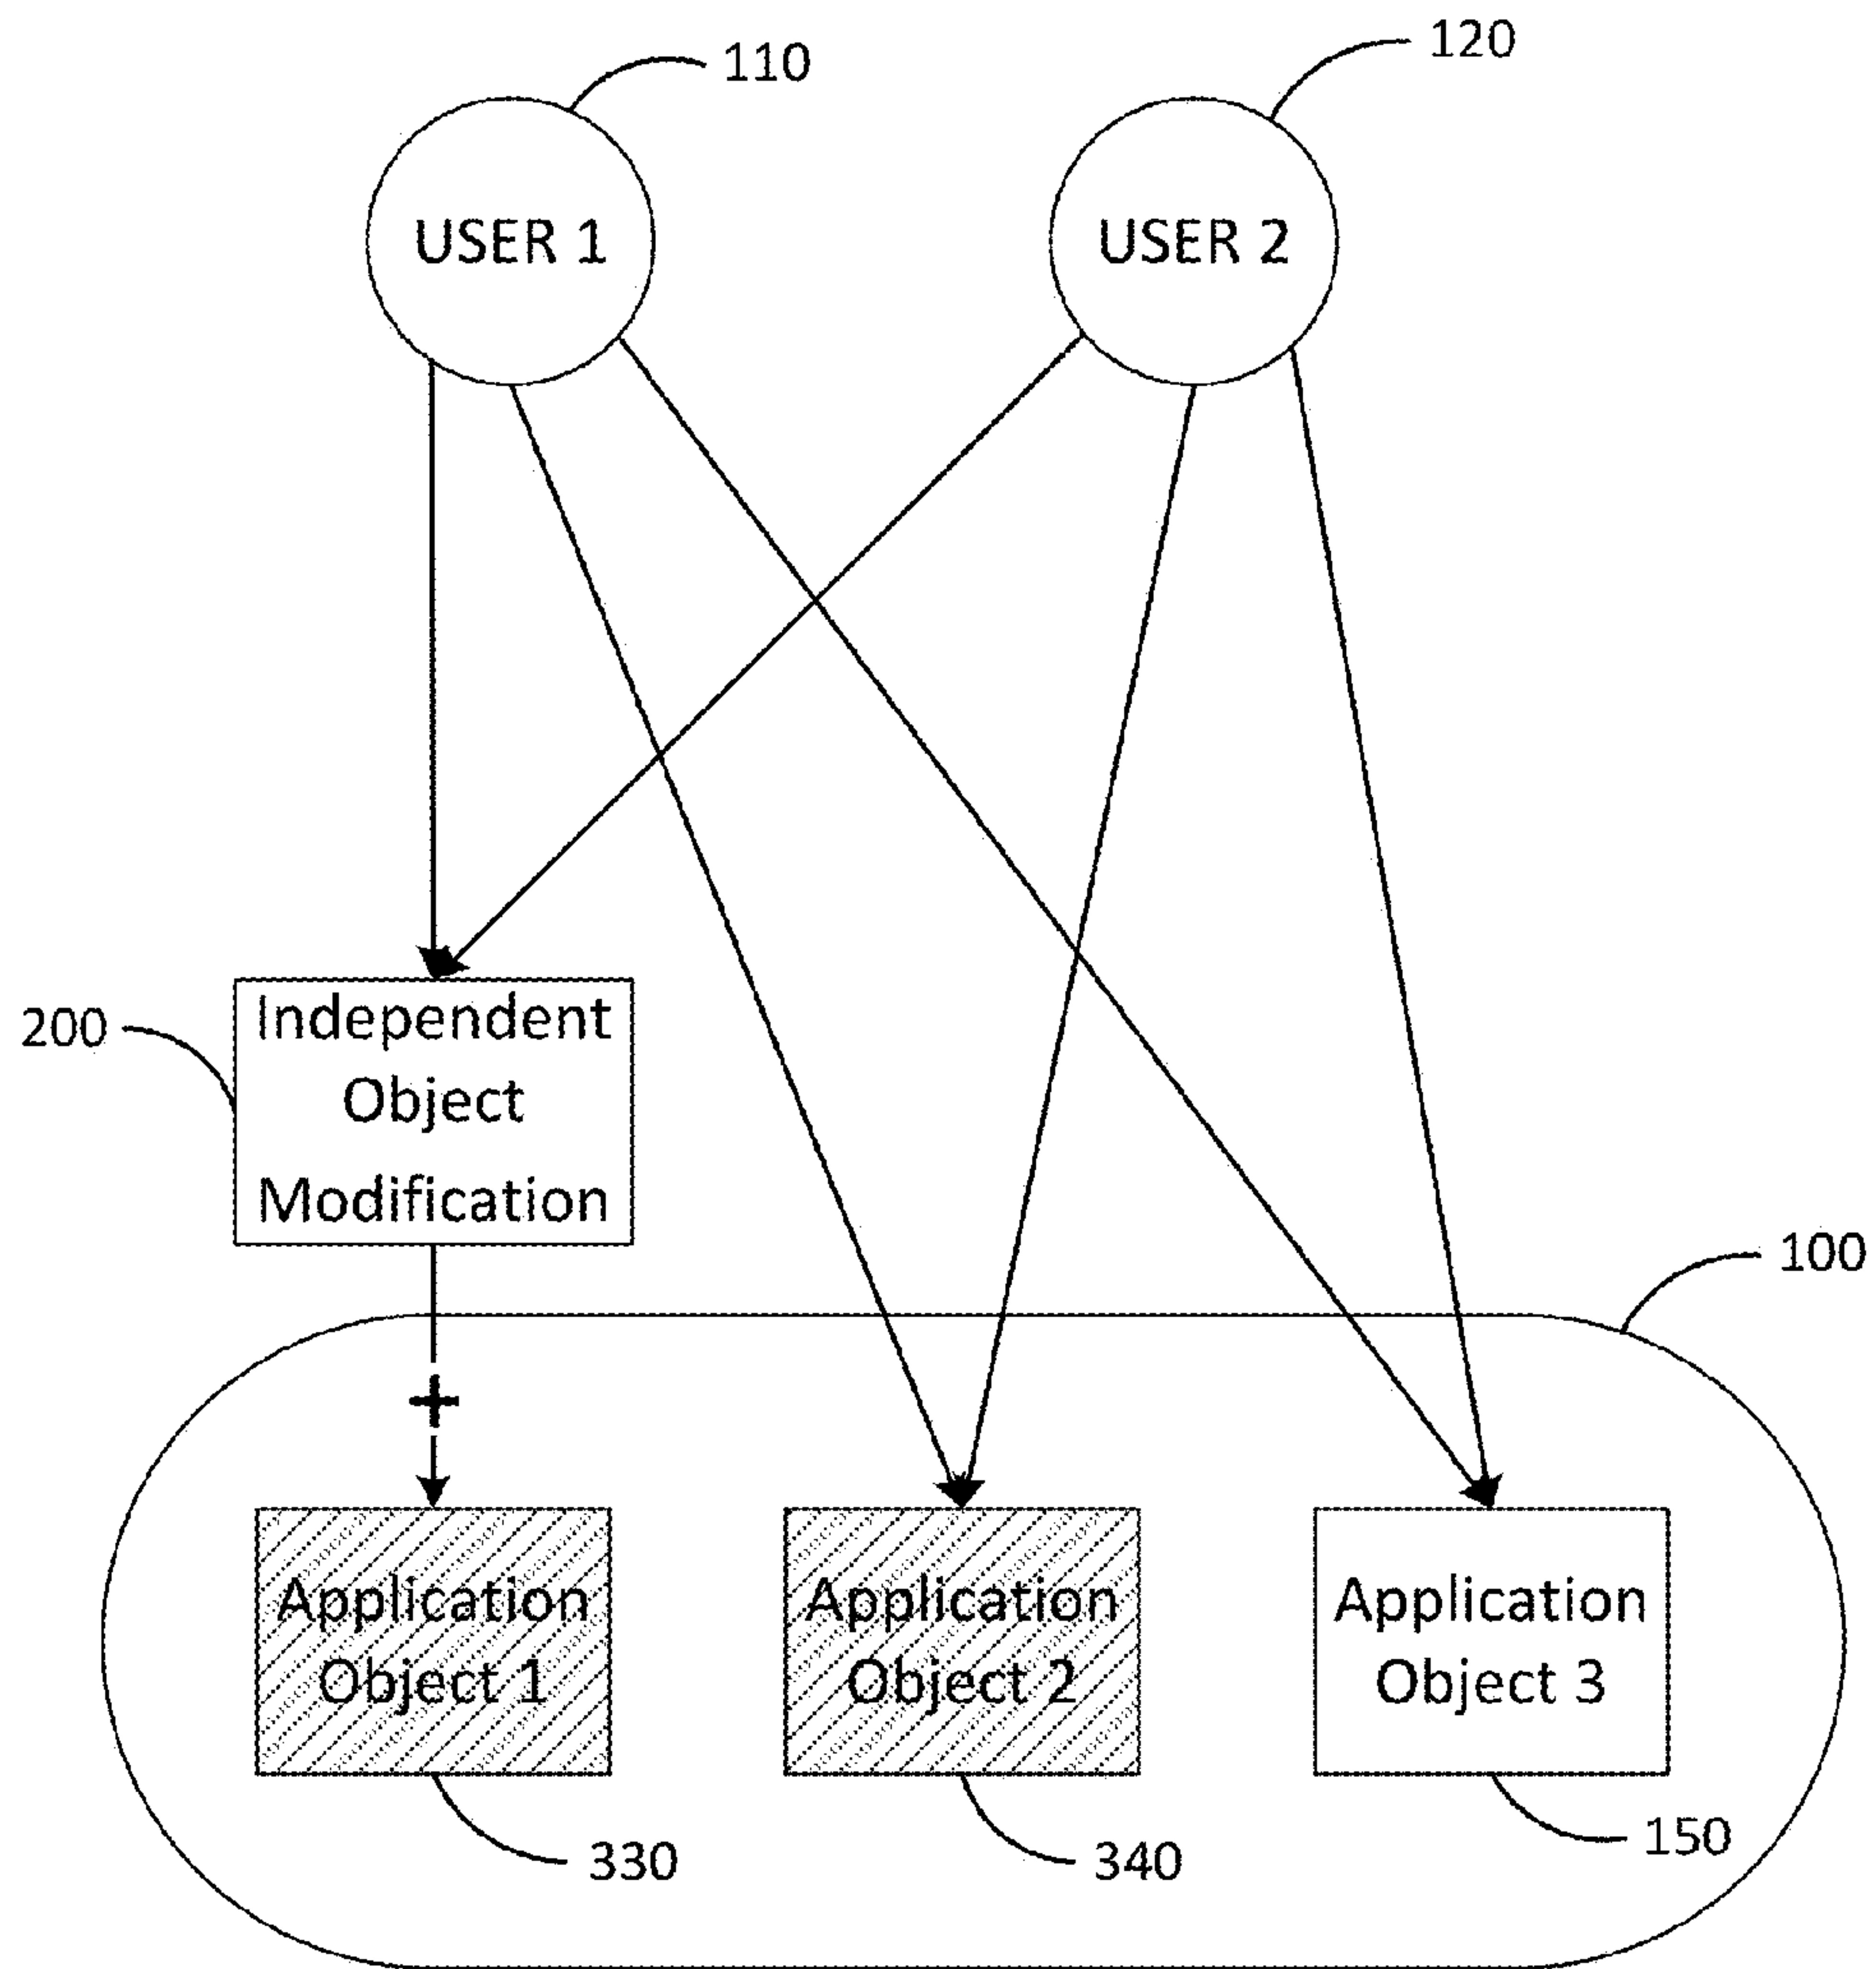 110
120
USER 1
USER 2
200
Independent
Object
Modification
100
+
Application
Object 1
Application
Object 2
Application
Object 3
330
340
150